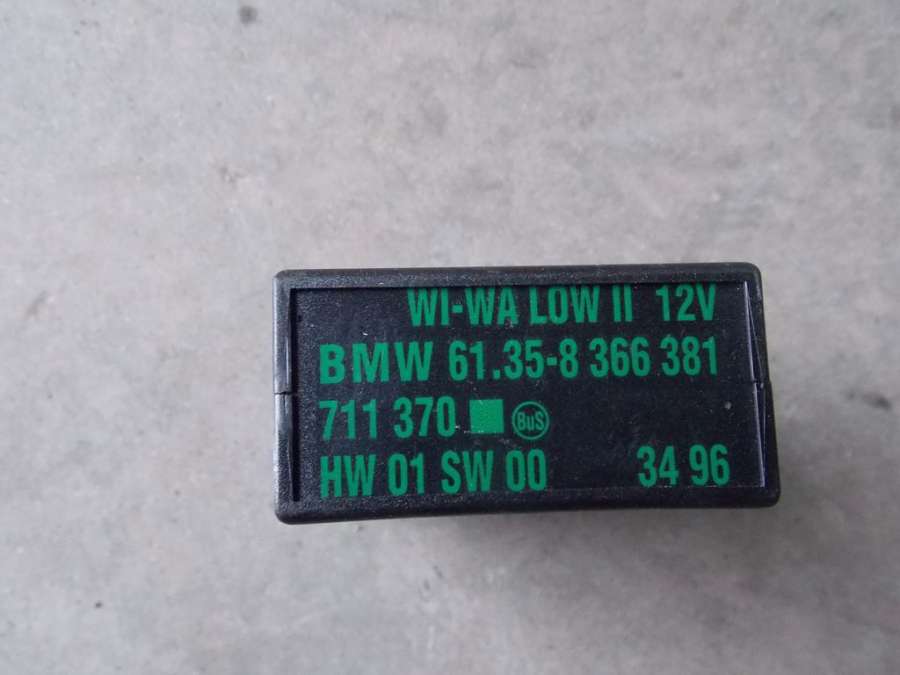 WI-WA LOW II 12V
BMW 61.35-8 366 381
711 370 BuS
HW 01 SW 00 34 96